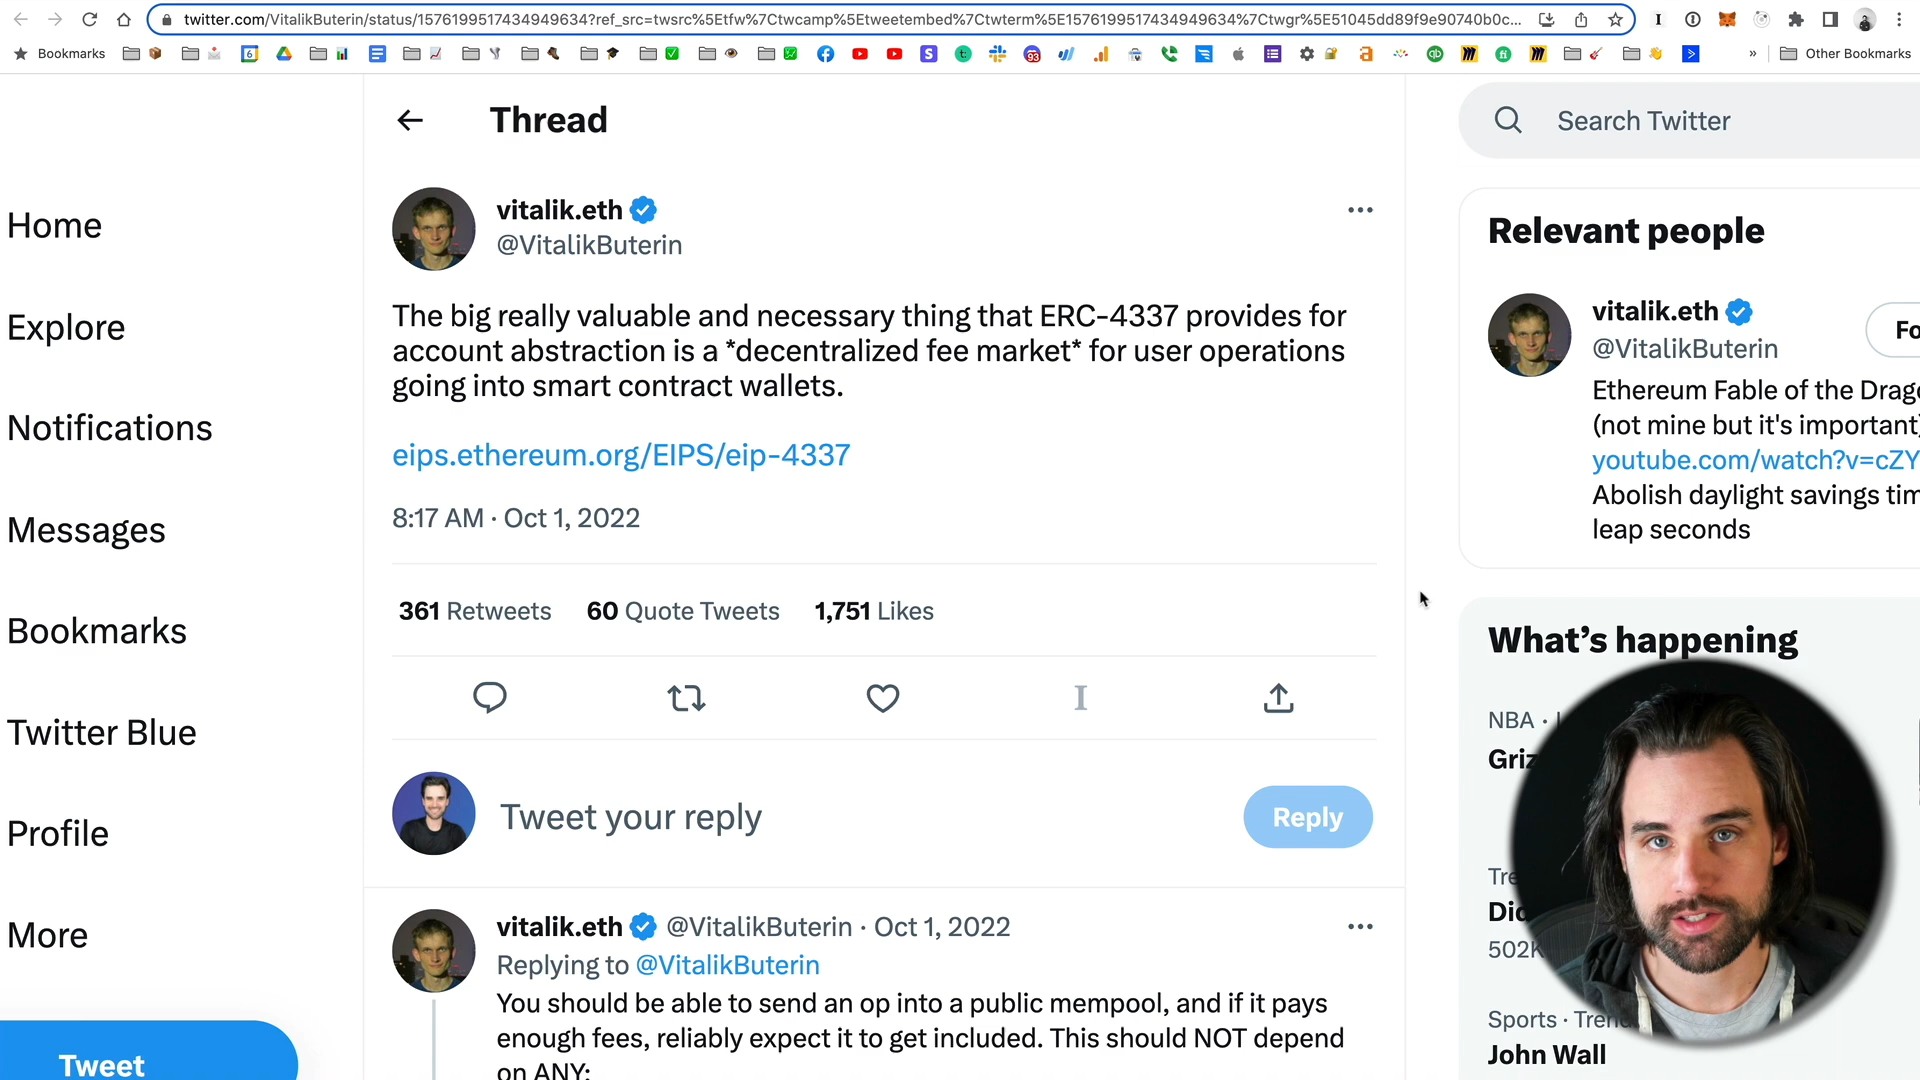 twitter.com/VitalikButerin/status/1576199517434949634?ref_src=twsrc%5Etfw%7Ctwcamp%5Etweetembed%7Ctwterm%5E1576199517434949634%7Ctwgr%5E51045dd89f9e90740b0c...
Bookmarks
Other Bookmarks
Home
Explore
Notifications
Messages
Bookmarks
Twitter Blue
Profile
More
Tweet
Thread
vitalik.eth
@VitalikButerin
The big really valuable and necessary thing that ERC-4337 provides for
account abstraction is a *decentralized fee market* for user operations
going into smart contract wallets.
eips.ethereum.org/EIPS/eip-4337
8:17 AM · Oct 1, 2022
361 Retweets 60 Quote Tweets 1,751 Likes
Tweet your reply
Reply
vitalik.eth @VitalikButerin · Oct 1, 2022
Replying to @VitalikButerin
You should be able to send an op into a public mempool, and if it pays
enough fees, reliably expect it to get included. This should NOT depend
on ANY:
Search Twitter
Relevant people
vitalik.eth
Fo
@VitalikButerin
Ethereum Fable of the Drag
(not mine but it's important)
youtube.com/watch?v=cZY
Abolish daylight savings tim
leap seconds
What's happening
NBA ·
Griz
Tre
Did
502K
Sports · Trend
John Wall